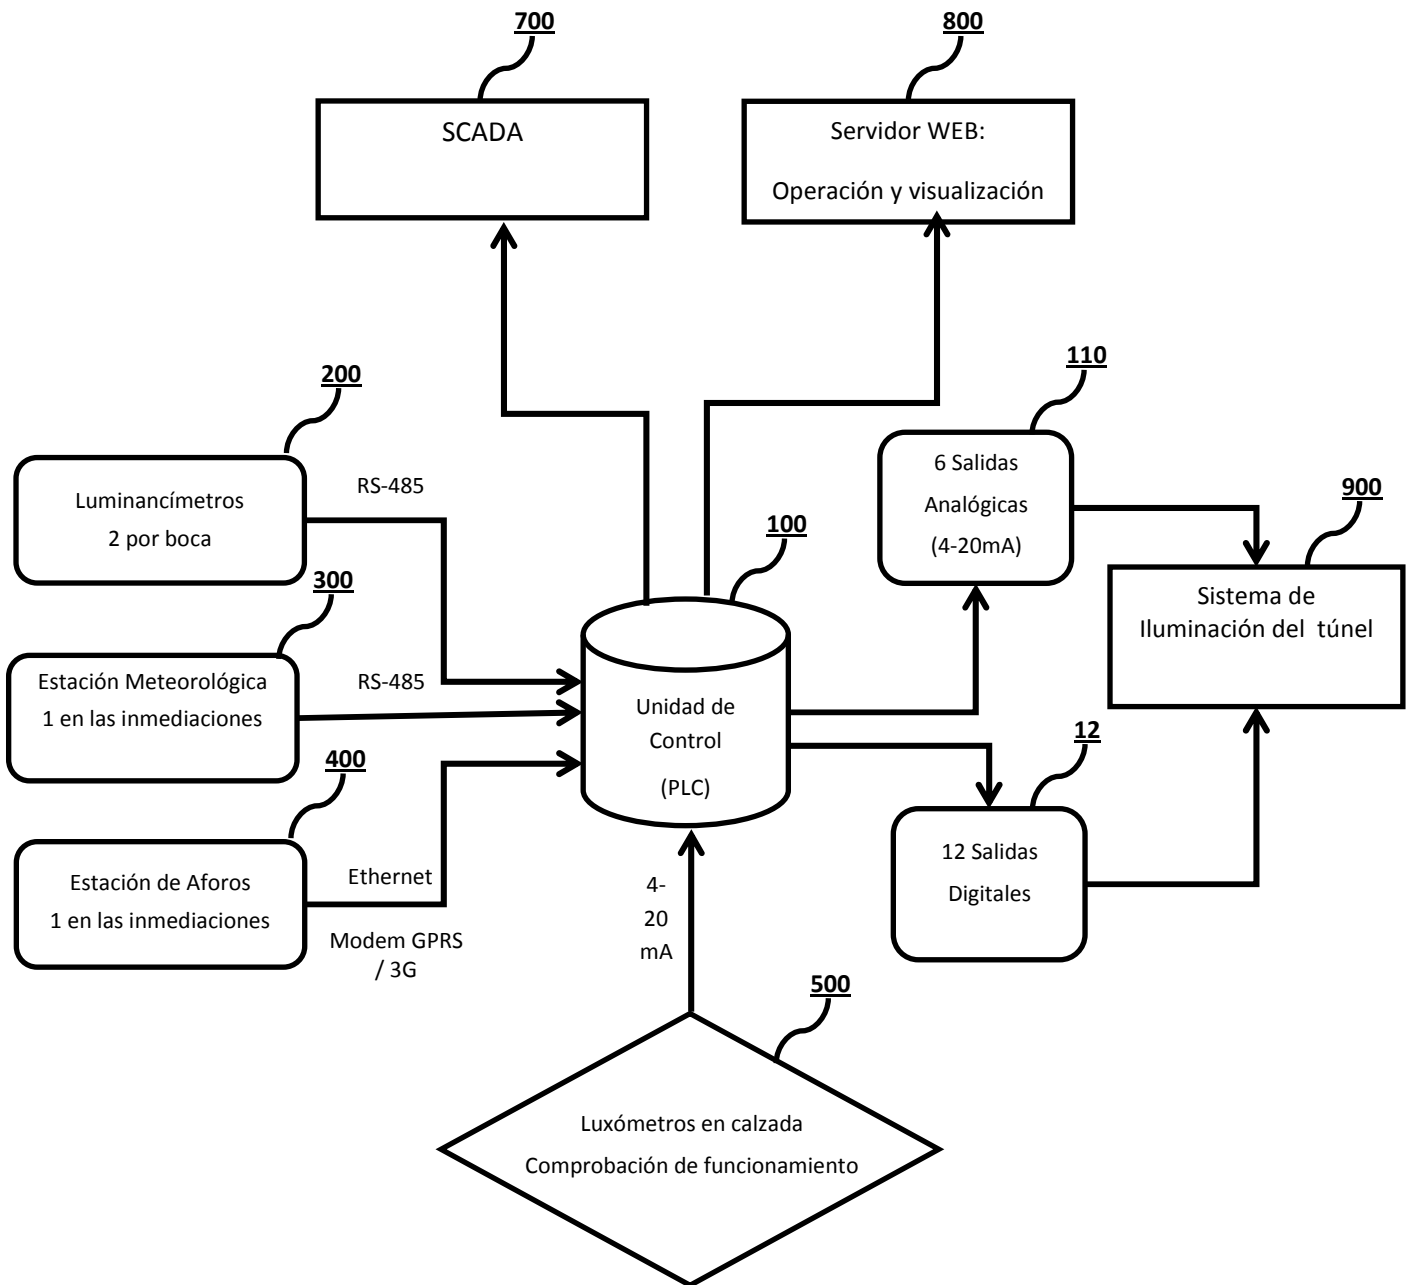 700
800
SCADA
Servidor WEB:
Operación y visualización
110
200
6 Salidas
Analógicas
(4-20mA)
RS-485
Luminancímetros
2 por boca
900
100
300
Sistema de
Iluminación del túnel
Estación Meteorológica
1 en las inmediaciones
RS-485
Unidad de
Control
(PLC)
12
400
12 Salidas
Digitales
Estación de Aforos
1 en las inmediaciones
Ethernet
Modem GPRS
/ 3G
4-
20
mA
500
Luxómetros en calzada
Comprobación de funcionamiento